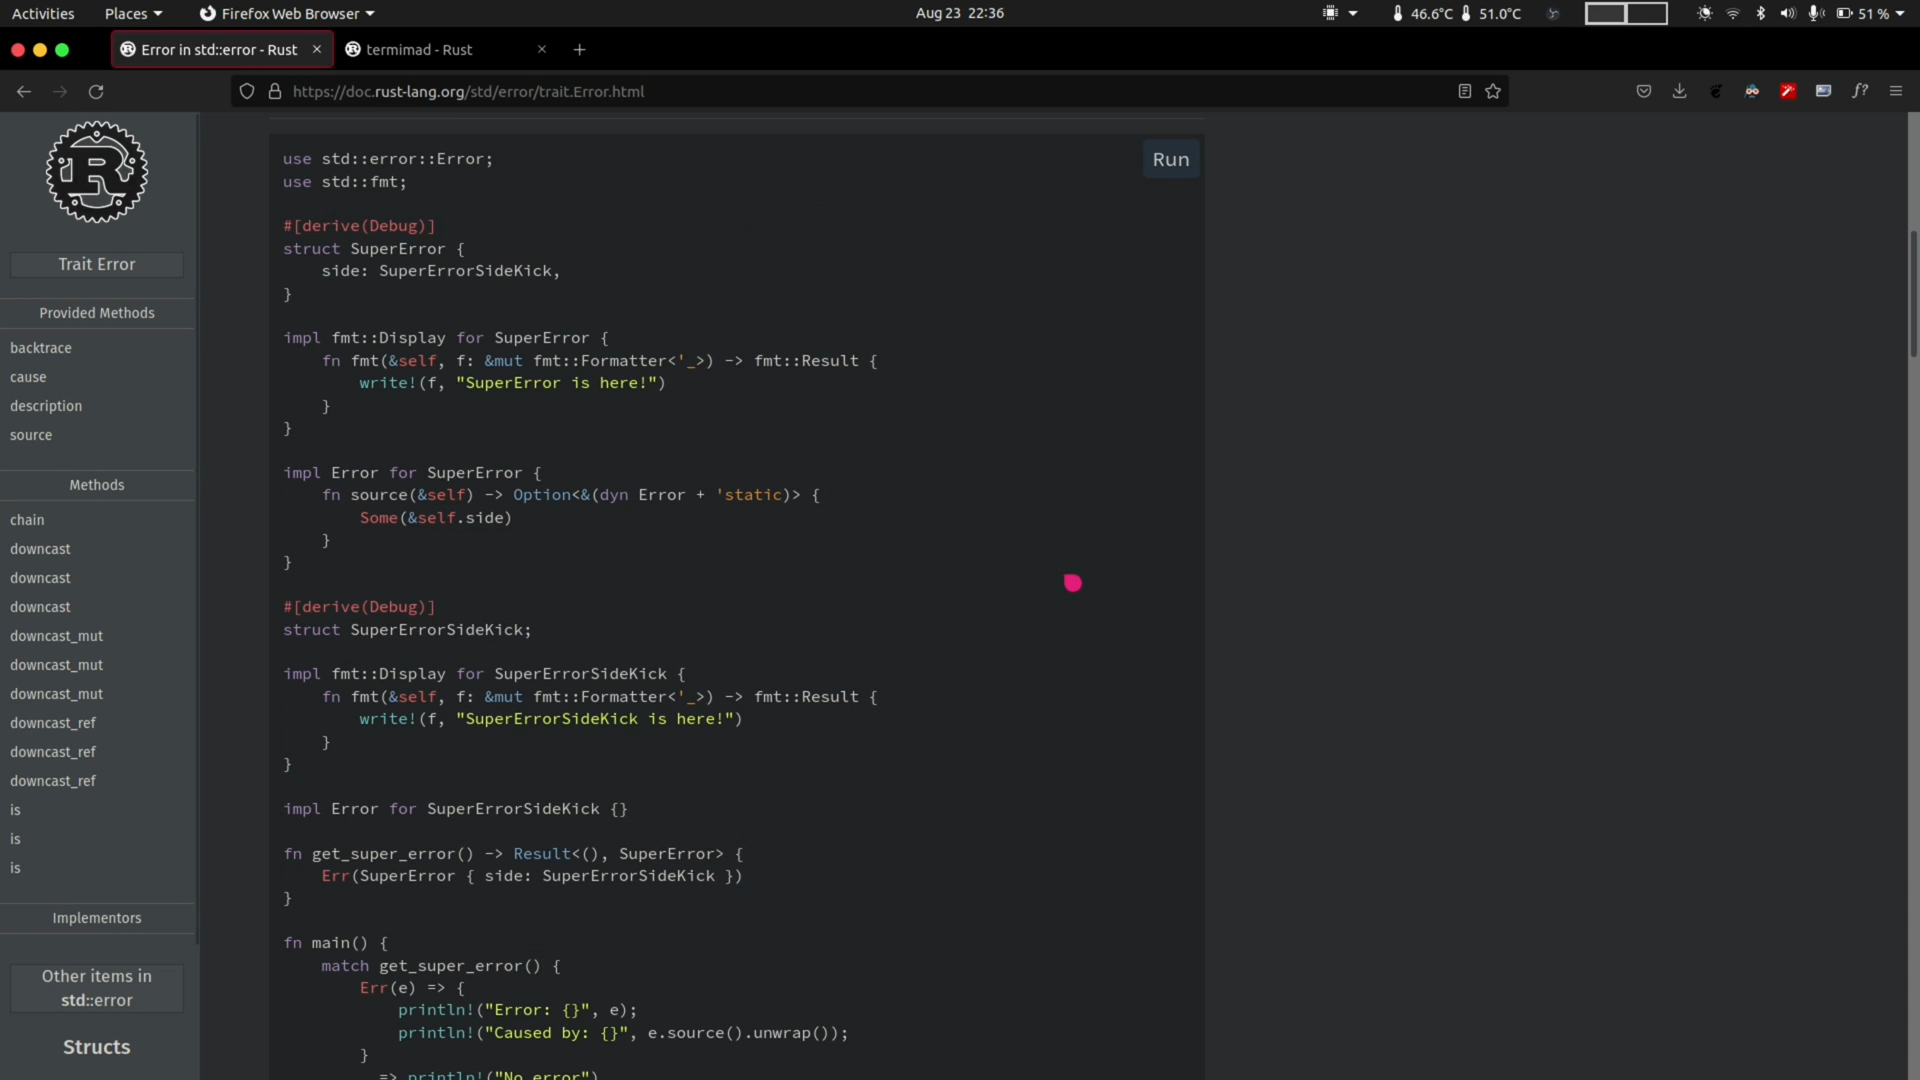 Activities Places Firefox Web Browser Aug 23 22:36 46.6°C 51.0°C 51 %
Error in std::error - Rust × termimad - Rust × +
https://doc.rust-lang.org/std/error/trait.Error.html
f?
R
Trait Error
Provided Methods
backtrace
cause
description
source
Methods
chain
downcast
downcast
downcast
downcast_mut
downcast_mut
downcast_mut
downcast_ref
downcast_ref
downcast_ref
is
is
is
Implementors
Other items in
std::error
Structs
Run
use std::error::Error;
use std::fmt;
#[derive(Debug)]
struct SuperError {
    side: SuperErrorSideKick,
}
impl fmt::Display for SuperError {
    fn fmt(&self, f: &mut fmt::Formatter<'_>) -> fmt::Result {
        write!(f, "SuperError is here!")
    }
}
impl Error for SuperError {
    fn source(&self) -> Option<&(dyn Error + 'static)> {
        Some(&self.side)
    }
}
#[derive(Debug)]
struct SuperErrorSideKick;
impl fmt::Display for SuperErrorSideKick {
    fn fmt(&self, f: &mut fmt::Formatter<'_>) -> fmt::Result {
        write!(f, "SuperErrorSideKick is here!")
    }
}
impl Error for SuperErrorSideKick {}
fn get_super_error() -> Result<(), SuperError> {
    Err(SuperError { side: SuperErrorSideKick })
}
fn main() {
    match get_super_error() {
        Err(e) => {
            println!("Error: {}", e);
            println!("Caused by: {}", e.source().unwrap());
        }
        => println!("No error")